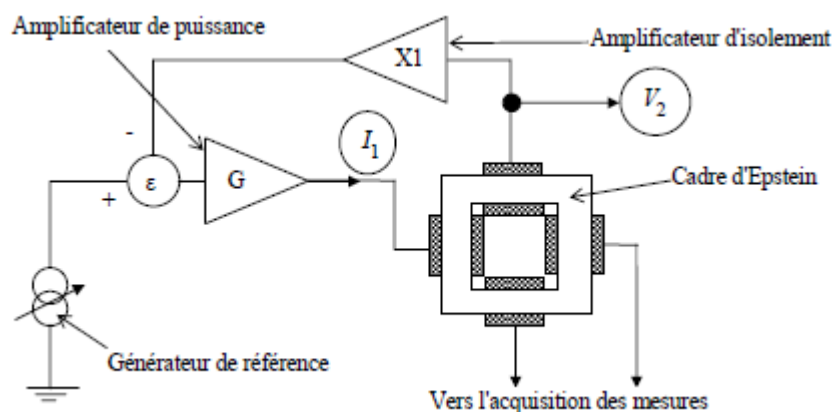 Amplificateur de puissance
Amplificateur d'isolement
X1
V2
-
I1
+
ε
G
Cadre d'Epstein
Générateur de référence
Vers l'acquisition des mesures